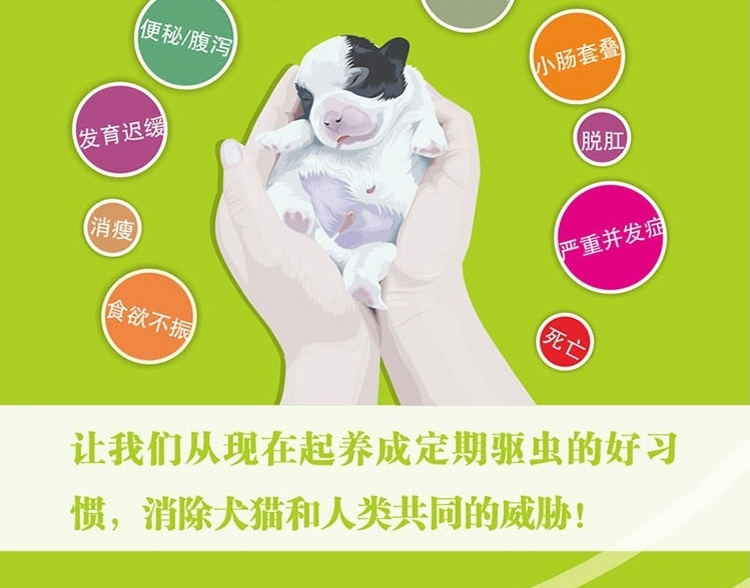 便秘/腹泻
小肠套叠
发育迟缓
脱肛
消瘦
严重并发症
食欲不振
死亡
让我们从现在起养成定期驱虫的好习
惯，消除犬猫和人类共同的威胁！